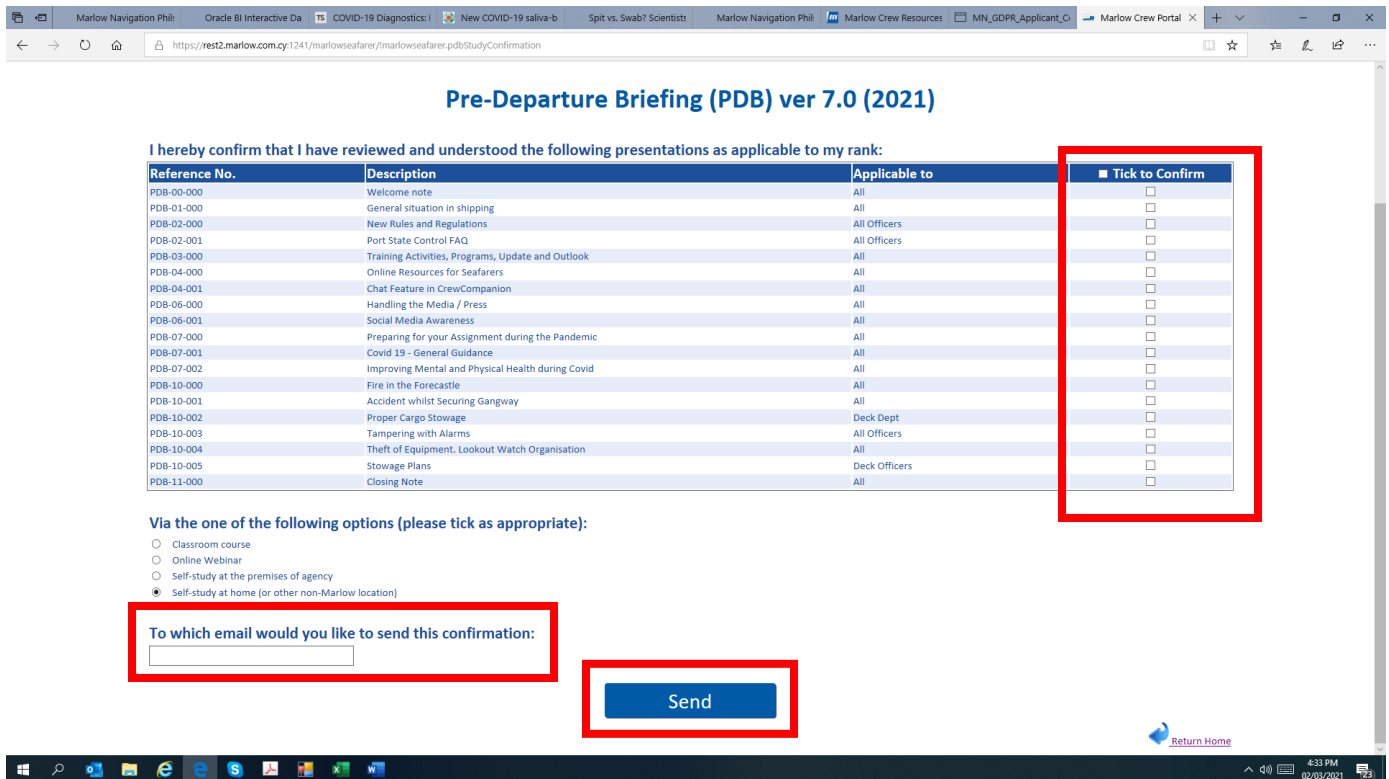 Marlow Navigation Phili
Oracle BI Interactive Da
TS COVID-19 Diagnostics: I
New COVID-19 saliva-b
Spit vs. Swab? Scientists
Marlow Navigation Phili
m Marlow Crew Resources
MN_GDPR_Applicant_Co
Marlow Crew Portal
https://rest2.marlow.com.cy:1241/marlowseafarer/!marlowseafarer.pdbStudyConfirmation
Pre-Departure Briefing (PDB) ver 7.0 (2021)
I hereby confirm that I have reviewed and understood the following presentations as applicable to my rank:
Reference No. Description Applicable to Tick to Confirm
PDB-00-000 Welcome note All
PDB-01-000 General situation in shipping All
PDB-02-000 New Rules and Regulations All Officers
PDB-02-001 Port State Control FAQ All Officers
PDB-03-000 Training Activities, Programs, Update and Outlook All
PDB-04-000 Online Resources for Seafarers All
PDB-04-001 Chat Feature in CrewCompanion All
PDB-06-000 Handling the Media / Press All
PDB-06-001 Social Media Awareness All
PDB-07-000 Preparing for your Assignment during the Pandemic All
PDB-07-001 Covid 19 - General Guidance All
PDB-07-002 Improving Mental and Physical Health during Covid All
PDB-10-000 Fire in the Forecastle All
PDB-10-001 Accident whilst Securing Gangway All
PDB-10-002 Proper Cargo Stowage Deck Dept
PDB-10-003 Tampering with Alarms All Officers
PDB-10-004 Theft of Equipment. Lookout Watch Organisation All
PDB-10-005 Stowage Plans Deck Officers
PDB-11-000 Closing Note All
Via the one of the following options (please tick as appropriate):
Classroom course
Online Webinar
Self-study at the premises of agency
Self-study at home (or other non-Marlow location)
To which email would you like to send this confirmation:
Send
Return Home
4:33 PM
02/03/2021
23